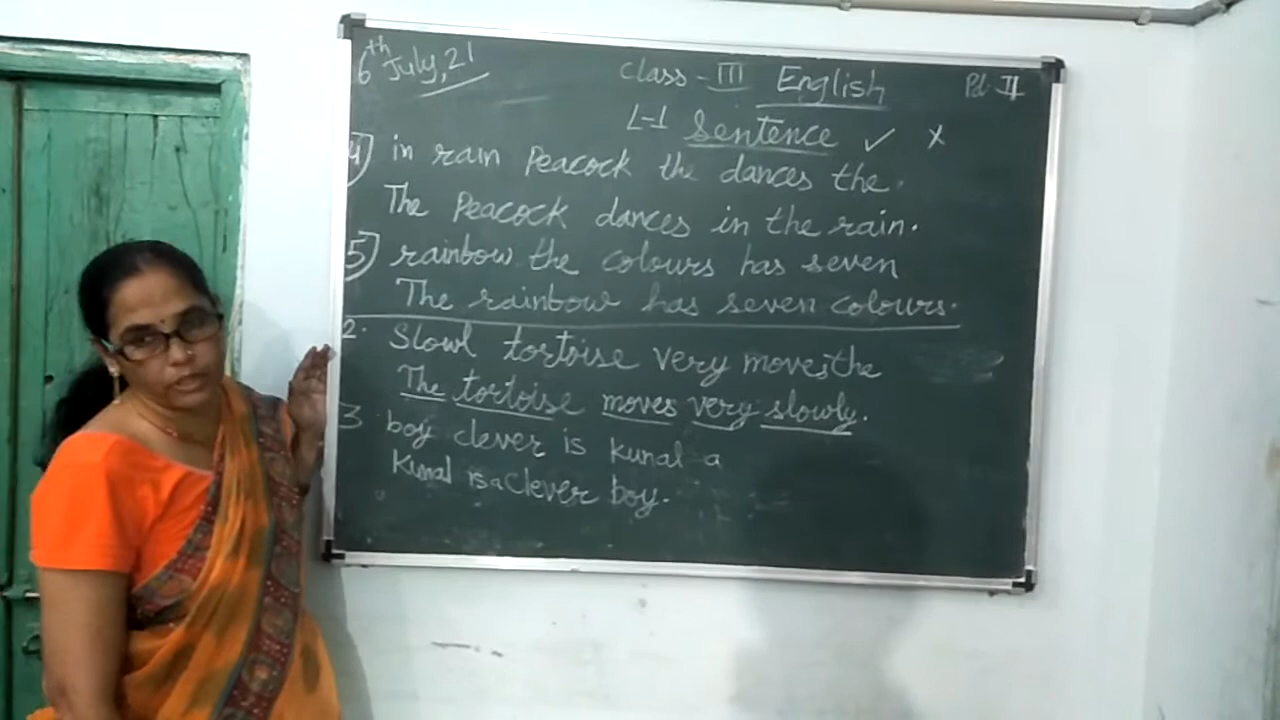 6th July, 21
Class - III English
Pd. II
L-1 Sentence ✓ ✗
4) in rain Peacock the dances the.
The Peacock dances in the rain.
5) rainbow the colours has seven
The rainbow has seven colours.
2. Slowl tortoise very moves the
The tortoise moves very slowly.
3 boy clever is Kunal a
Kunal is a Clever boy.